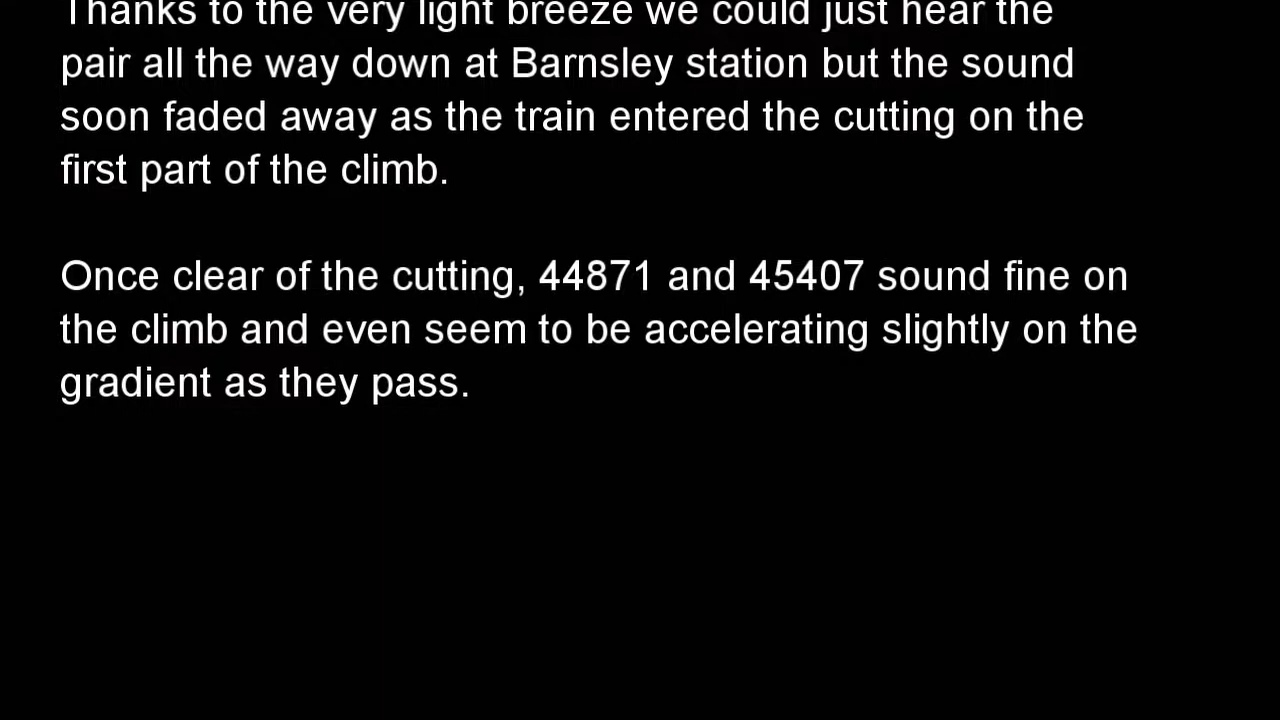 Thanks to the very light breeze we could just hear the
pair all the way down at Barnsley station but the sound
soon faded away as the train entered the cutting on the
first part of the climb.
Once clear of the cutting, 44871 and 45407 sound fine on
the climb and even seem to be accelerating slightly on the
gradient as they pass.